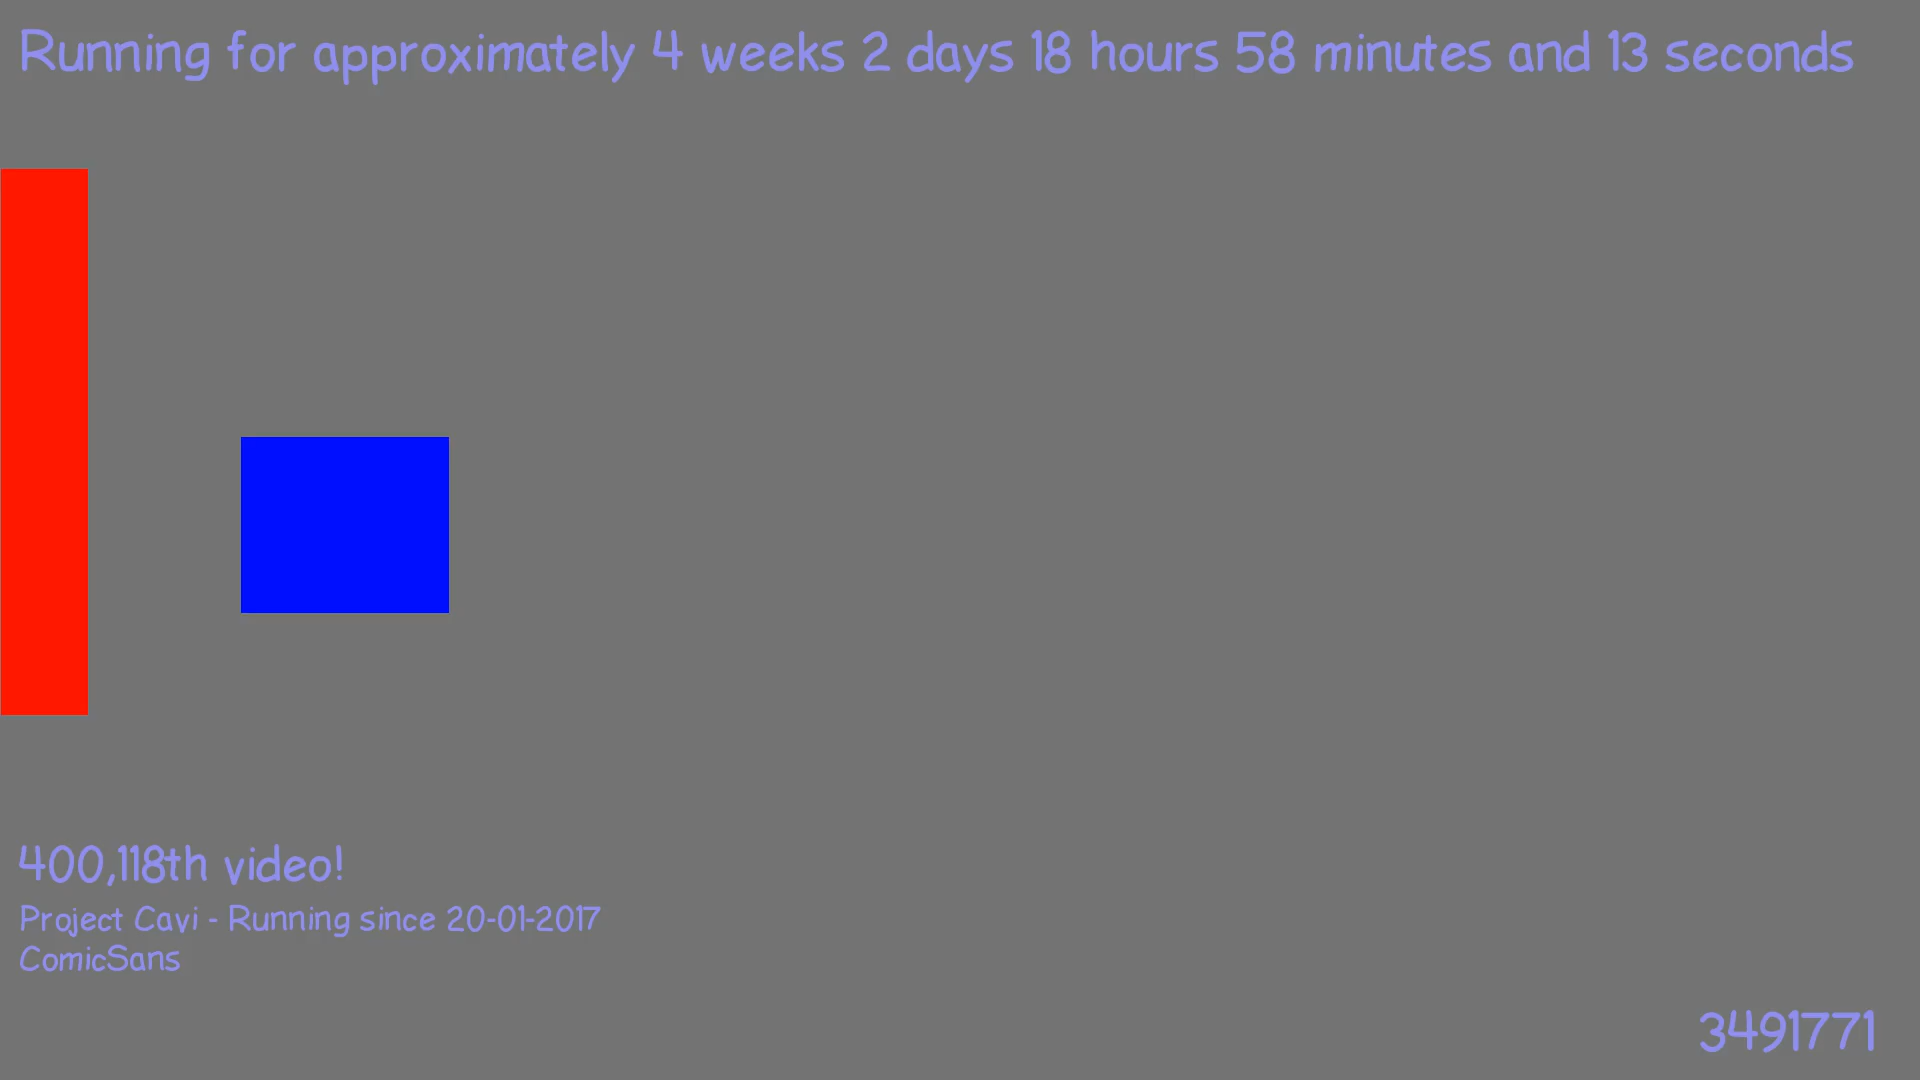 Running for approximately 4 weeks 2 days 18 hours 58 minutes and 13 seconds
400,118th video!
Project Cavi - Running since 20-01-2017
ComicSans
3491771